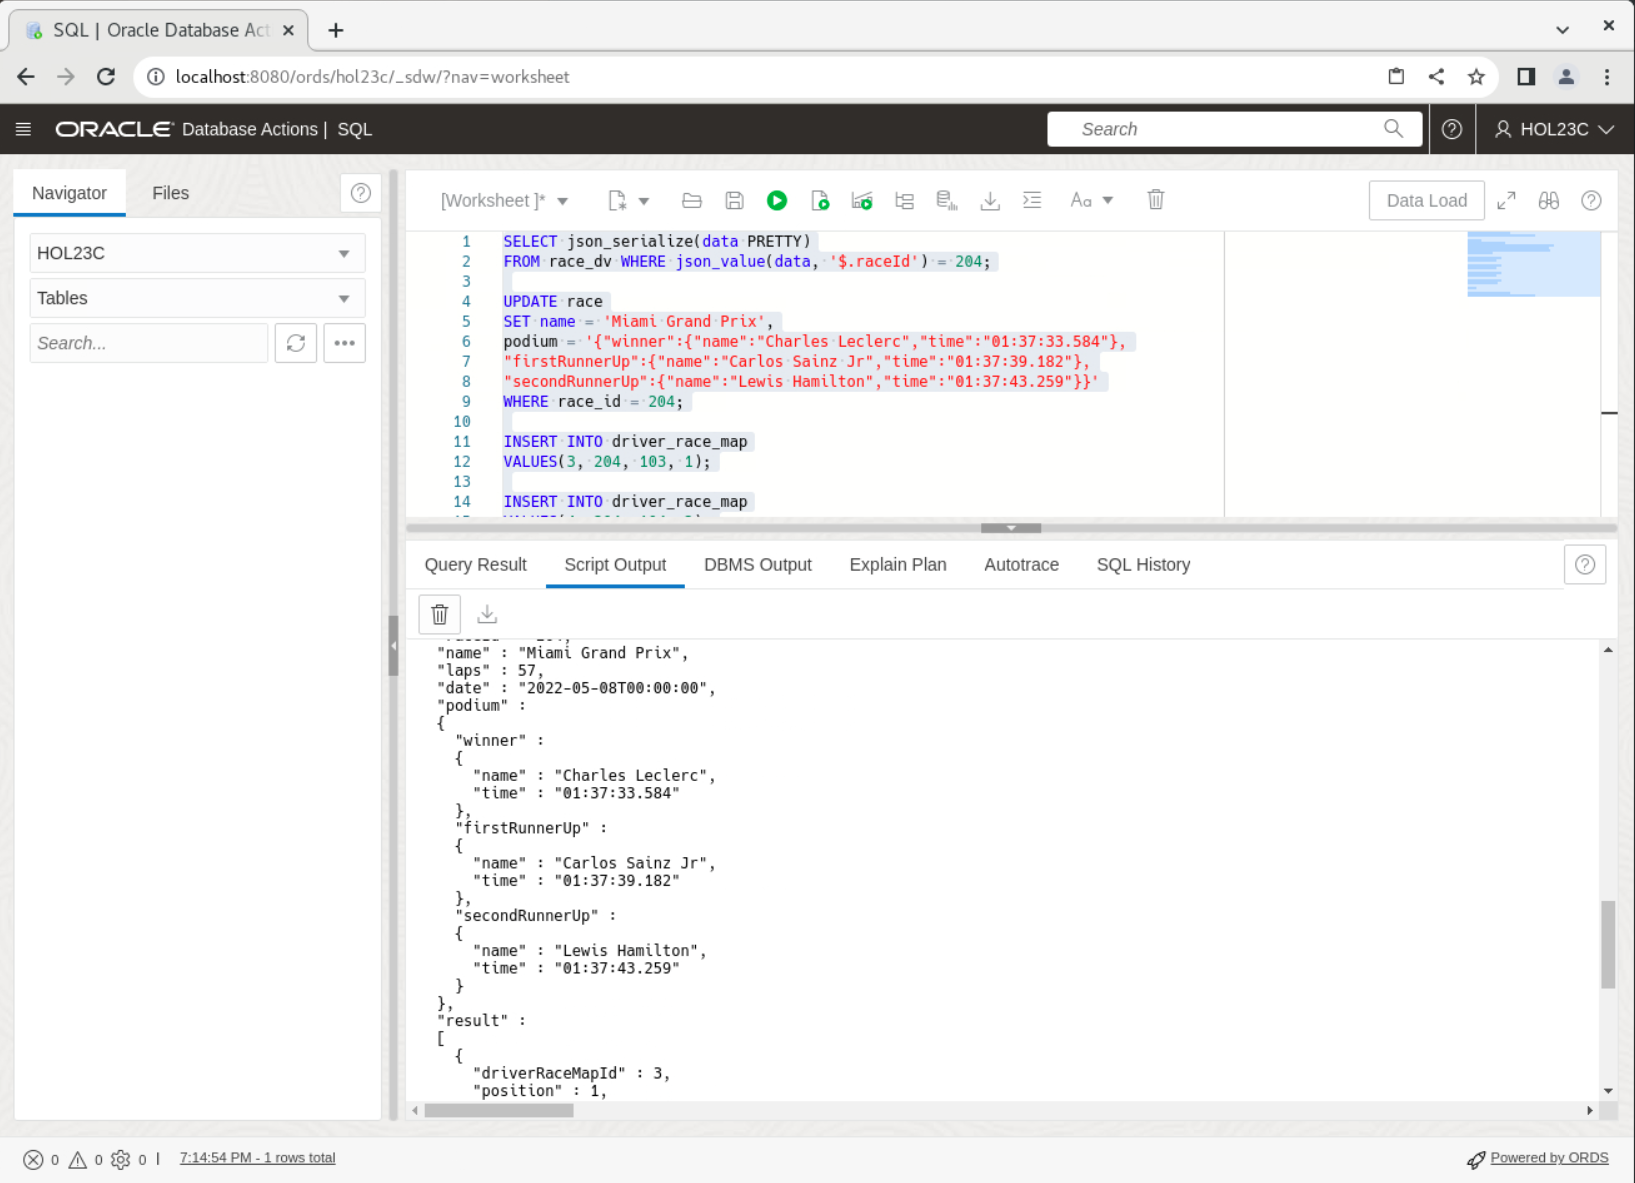 SQL | Oracle Database Act
localhost:8080/ords/hol23c/_sdw/?nav=worksheet
ORACLE Database Actions | SQL
Search
HOL23C
Navigator
Files
HOL23C
Tables
Search...
[Worksheet ]*
Aa
Data Load
1 SELECT json_serialize(data PRETTY)
2 FROM race_dv WHERE json_value(data, '$.raceId') = 204;
3
4 UPDATE race
5 SET name = 'Miami Grand Prix',
6 podium = '{"winner":{"name":"Charles Leclerc","time":"01:37:33.584"},
7 "firstRunnerUp":{"name":"Carlos Sainz Jr","time":"01:37:39.182"},
8 "secondRunnerUp":{"name":"Lewis Hamilton","time":"01:37:43.259"}}'
9 WHERE race_id = 204;
10
11 INSERT INTO driver_race_map
12 VALUES(3, 204, 103, 1);
13
14 INSERT INTO driver_race_map
Query Result
Script Output
DBMS Output
Explain Plan
Autotrace
SQL History
"name" : "Miami Grand Prix",
"laps" : 57,
"date" : "2022-05-08T00:00:00",
"podium" :
{
"winner" :
{
"name" : "Charles Leclerc",
"time" : "01:37:33.584"
},
"firstRunnerUp" :
{
"name" : "Carlos Sainz Jr",
"time" : "01:37:39.182"
},
"secondRunnerUp" :
{
"name" : "Lewis Hamilton",
"time" : "01:37:43.259"
}
},
"result" :
[
{
"driverRaceMapId" : 3,
"position" : 1,
0 0 0 | 7:14:54 PM - 1 rows total
Powered by ORDS